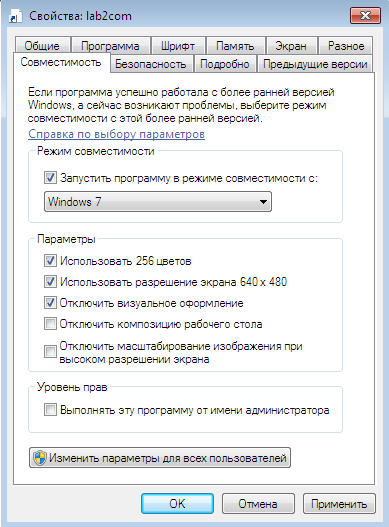 Свойства: lab2com
Общие
Программа
Шрифт
Память
Экран
Разное
Совместимость
Безопасность
Подробно
Предыдущие версии
Если программа успешно работала с более ранней версией
Windows, а сейчас возникают проблемы, выберите режим
совместимости с этой более ранней версией.
Справка по выбору параметров
Режим совместимости
Запустить программу в режиме совместимости с:
Windows 7
Параметры
Использовать 256 цветов
Использовать разрешение экрана 640 x 480
Отключить визуальное оформление
Отключить композицию рабочего стола
Отключить масштабирование изображения при
высоком разрешении экрана
Уровень прав
Выполнять эту программу от имени администратора
Изменить параметры для всех пользователей
OK
Отмена
Применить